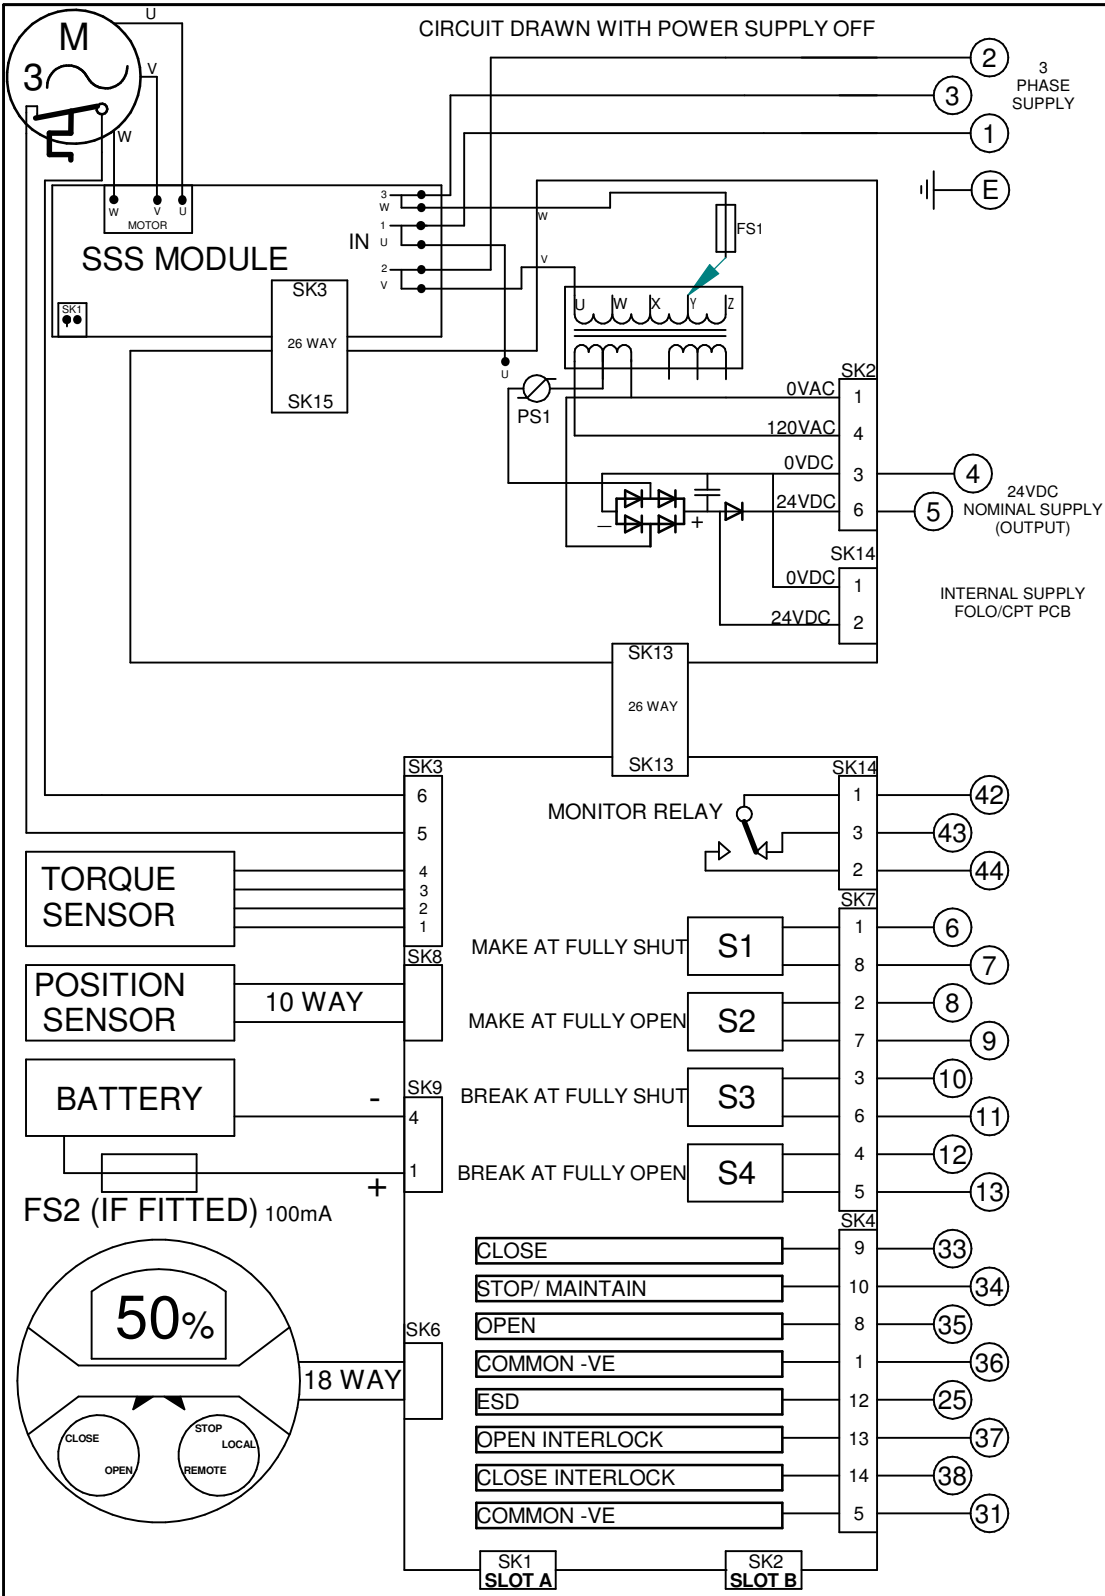 CIRCUIT DRAWN WITH POWER SUPPLY OFF
M
3
U
V
W
2
3
1
3
PHASE
SUPPLY
E
W V U
MOTOR
SSS MODULE
IN
3
W
1
U
2
V
W
V
FS1
SK1
SK3
26 WAY
SK15
U
U W X Y Z
PS1
SK2
0VAC 1
120VAC 4
0VDC 3
24VDC 6
4
5
24VDC
NOMINAL SUPPLY
(OUTPUT)
– +
SK14
0VDC 1
24VDC 2
INTERNAL SUPPLY
FOLO/CPT PCB
SK13
26 WAY
SK13
SK3
6
5
4
3
2
1
TORQUE
SENSOR
SK8
POSITION
SENSOR
10 WAY
SK9
BATTERY
-
4
1
+
FS2 (IF FITTED) 100mA
50%
CLOSE
OPEN
STOP
LOCAL
REMOTE
18 WAY
SK6
MONITOR RELAY
SK14
1 42
3 43
2 44
SK7
MAKE AT FULLY SHUT S1
1 6
8 7
MAKE AT FULLY OPEN S2
2 8
7 9
BREAK AT FULLY SHUT S3
3 10
6 11
BREAK AT FULLY OPEN S4
4 12
5 13
SK4
CLOSE 9 33
STOP/ MAINTAIN 10 34
OPEN 8 35
COMMON -VE 1 36
ESD 12 25
OPEN INTERLOCK 13 37
CLOSE INTERLOCK 14 38
COMMON -VE 5 31
SK1
SLOT A
SK2
SLOT B